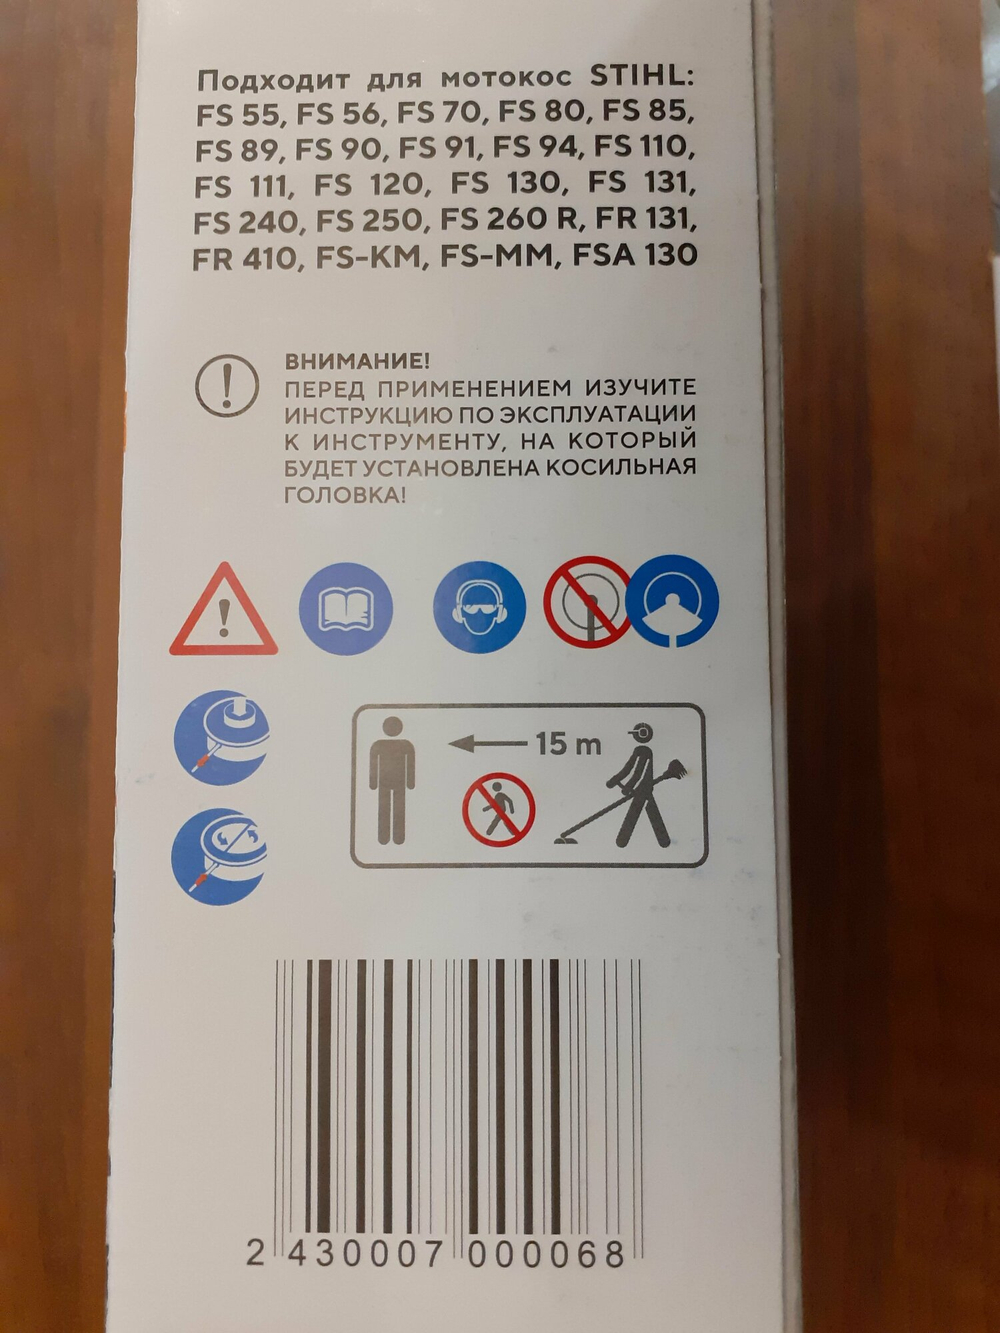 Подходит для мотокос STIHL:
FS 55, FS 56, FS 70, FS 80, FS 85,
FS 89, FS 90, FS 91, FS 94, FS 110,
FS 111, FS 120, FS 130, FS 131,
FS 240, FS 250, FS 260 R, FR 131,
FR 410, FS-KM, FS-MM, FSA 130
ВНИМАНИЕ!
ПЕРЕД ПРИМЕНЕНИЕМ ИЗУЧИТЕ
ИНСТРУКЦИЮ ПО ЭКСПЛУАТАЦИИ
К ИНСТРУМЕНТУ, НА КОТОРЫЙ
БУДЕТ УСТАНОВЛЕНА КОСИЛЬНАЯ
ГОЛОВКА!
15 m
2 430007 000068